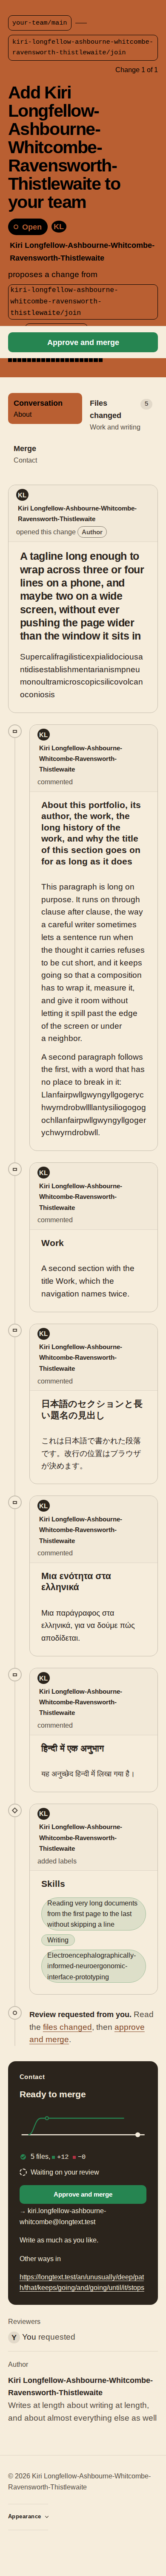 your-team/main
kiri-longfellow-ashbourne-whitcombe-
ravensworth-thistlewaite/join
Change 1 of 1
Add Kiri
Longfellow-
Ashbourne-
Whitcombe-
Ravensworth-
Thistlewaite to
your team
Open
KL
Kiri Longfellow-Ashbourne-Whitcombe-
Ravensworth-Thistlewaite
proposes a change from
kiri-longfellow-ashbourne-
whitcombe-ravensworth-
thistlewaite/join
Approve and merge
Conversation
About
Files
changed
5
Work and writing
Merge
Contact
KL
Kiri Longfellow-Ashbourne-Whitcombe-
Ravensworth-Thistlewaite
opened this change Author
A tagline long enough to
wrap across three or four
lines on a phone, maybe
two on a wide
screen, without ever
pushing the page wider
than the window it sits in
Supercalifragilisticexpialidociousa
ntidisestablishmentarianismpneu
monoultramicroscopicsilicovolcan
oconiosis
KL
Kiri Longfellow-Ashbourne-
Whitcombe-Ravensworth-
Thistlewaite
commented
About this portfolio, its
author, the work, the
long history of the
work, and why the title
of this section goes on
for as long as it does
This paragraph is long on
purpose. It runs on through
clause after clause, the way
a careful writer sometimes
lets a sentence run when
the thought it carries refuses
to be cut short, and it keeps
going so that a composition
has to wrap it, measure it,
and give it room without
letting it spill past the edge
of the screen or under
a neighbor.
A second paragraph follows
the first, with a word that has
no place to break in it:
Llanfairpwllgwyngyllgogeryc
hwyrndrobwllllantysiliogogog
ochllanfairpwllgwyngyllgoger
ychwyrndrobwll.
KL
Kiri Longfellow-Ashbourne-
Whitcombe-Ravensworth-
Thistlewaite
commented
Work
A second section with the
title Work, which the
navigation names twice.
KL
Kiri Longfellow-Ashbourne-
Whitcombe-Ravensworth-
Thistlewaite
commented
日本語のセクションと長
い題名の見出し
これは日本語で書かれた段落
です。改行の位置はブラウザ
が決めます。
KL
Kiri Longfellow-Ashbourne-
Whitcombe-Ravensworth-
Thistlewaite
commented
Μια ενότητα στα
ελληνικά
Μια παράγραφος στα
ελληνικά, για να δούμε πώς
αποδίδεται.
KL
Kiri Longfellow-Ashbourne-
Whitcombe-Ravensworth-
Thistlewaite
commented
हिन्दी में एक अनुभाग
यह अनुच्छेद हिन्दी में लिखा गया है।
KL
Kiri Longfellow-Ashbourne-
Whitcombe-Ravensworth-
Thistlewaite
added labels
Skills
Reading very long documents
from the first page to the last
without skipping a line
Writing
Electroencephalographically-
informed-neuroergonomic-
interface-prototyping
Review requested from you. Read
the files changed, then approve
and merge.
Contact
Ready to merge
5 files, +12 −0
Waiting on your review
Approve and merge
→ kiri.longfellow-ashbourne-
whitcombe@longtext.test
Write as much as you like.
Other ways in
https://longtext.test/an/unusually/deep/pat
h/that/keeps/going/and/going/until/it/stops
Reviewers
Y You requested
Author
Kiri Longfellow-Ashbourne-Whitcombe-
Ravensworth-Thistlewaite
Writes at length about writing at length,
and about almost everything else as well
© 2026 Kiri Longfellow-Ashbourne-Whitcombe-
Ravensworth-Thistlewaite
Appearance